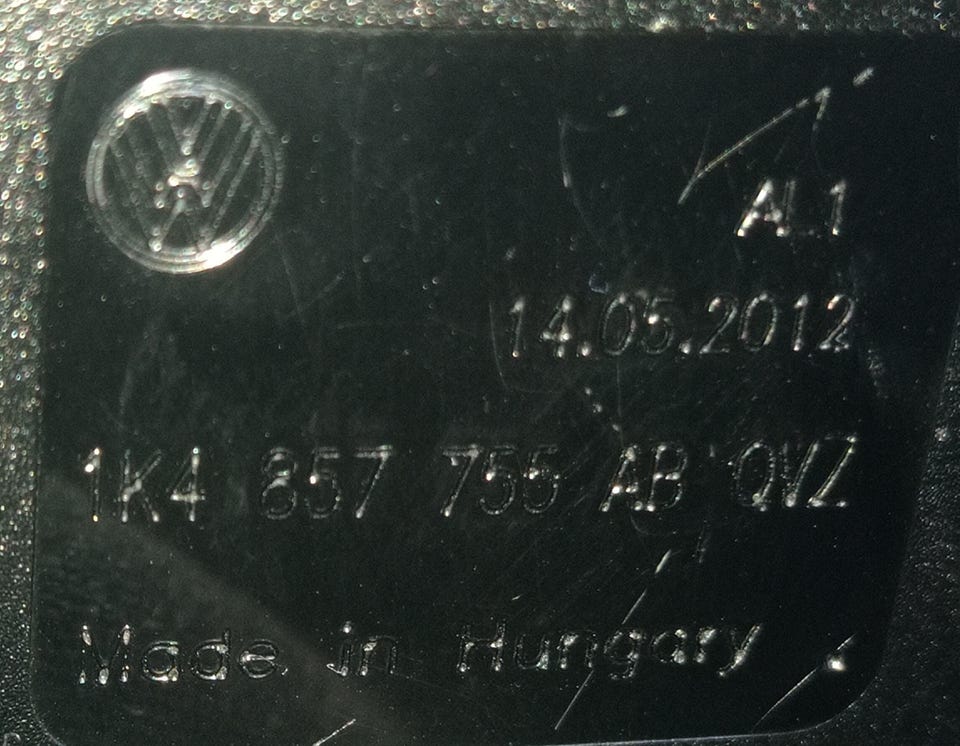 AL1
14.05.2012
1K4 857 755 AB QVZ
Made in Hungary